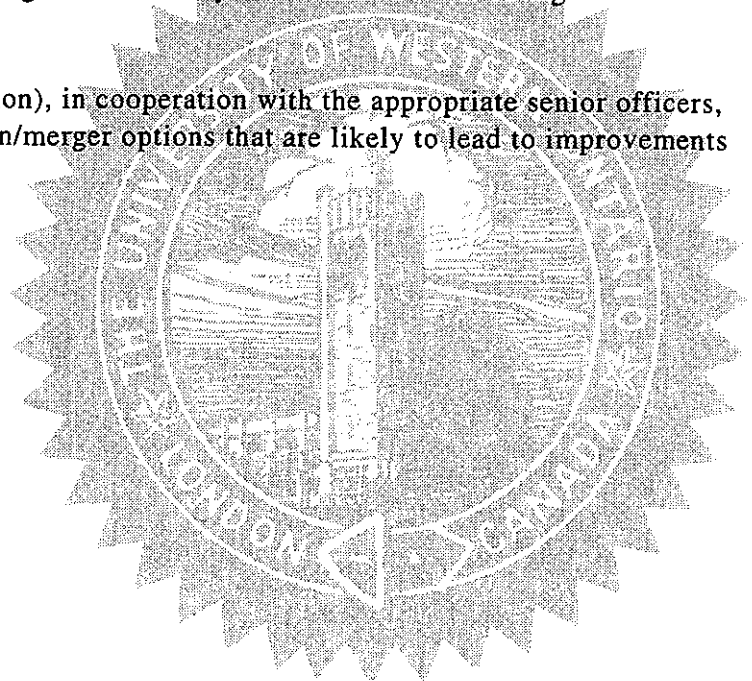 on), in cooperation with the appropriate senior officers,
n/merger options that are likely to lead to improvements
THE UNIVERSITY OF WESTERN ONTARIO
LONDON CANADA